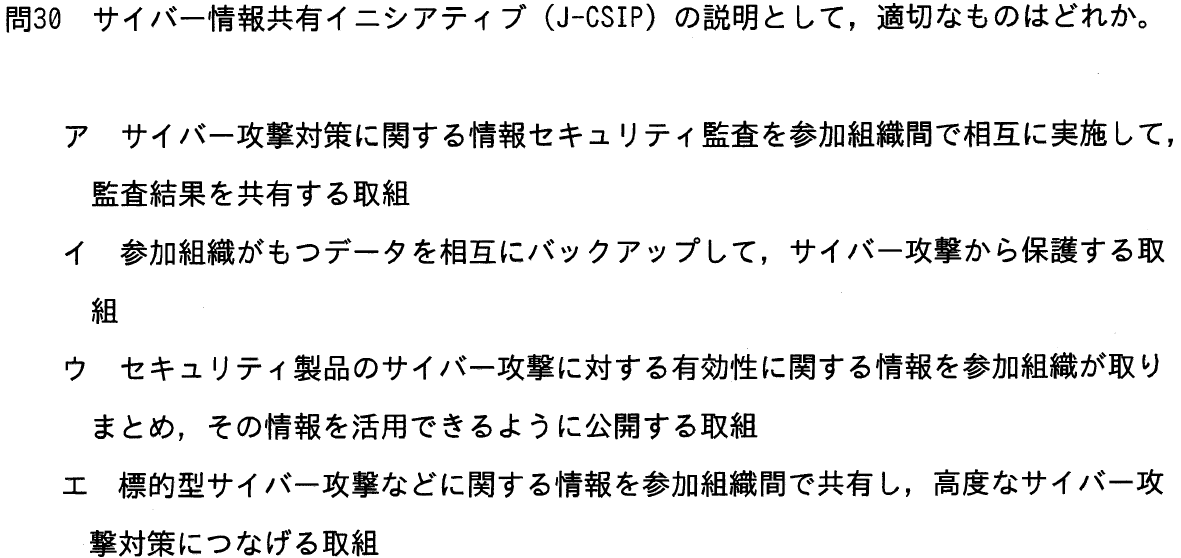 問30 サイバー情報共有イニシアティブ（J-CSIP）の説明として，適切なものはどれか。
ア サイバー攻撃対策に関する情報セキュリティ監査を参加組織間で相互に実施して，
監査結果を共有する取組
イ 参加組織がもつデータを相互にバックアップして，サイバー攻撃から保護する取
組
ウ セキュリティ製品のサイバー攻撃に対する有効性に関する情報を参加組織が取り
まとめ，その情報を活用できるように公開する取組
エ 標的型サイバー攻撃などに関する情報を参加組織間で共有し，高度なサイバー攻
撃対策につなげる取組